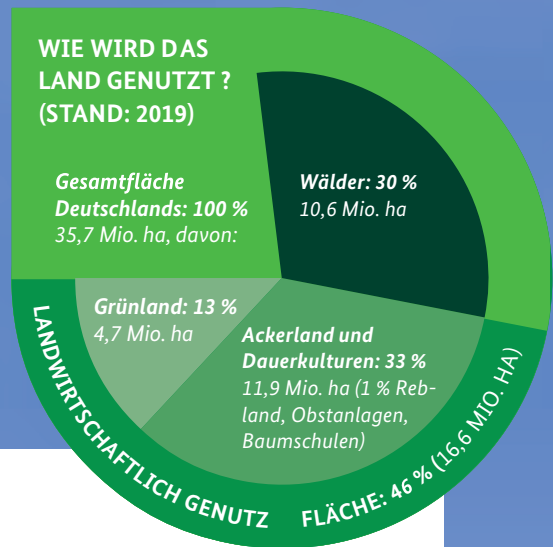 WIE WIRD DAS
LAND GENUTZT ?
(STAND: 2019)
Gesamtfläche
Deutschlands: 100 %
35,7 Mio. ha, davon:
Wälder: 30 %
10,6 Mio. ha
Grünland: 13 %
4,7 Mio. ha
Ackerland und
Dauerkulturen: 33 %
11,9 Mio. ha (1 % Reb-
land, Obstanlagen,
Baumschulen)
LANDWIRTSCHAFTLICH GENUTZ FLÄCHE: 46 % (16,6 MIO. HA)